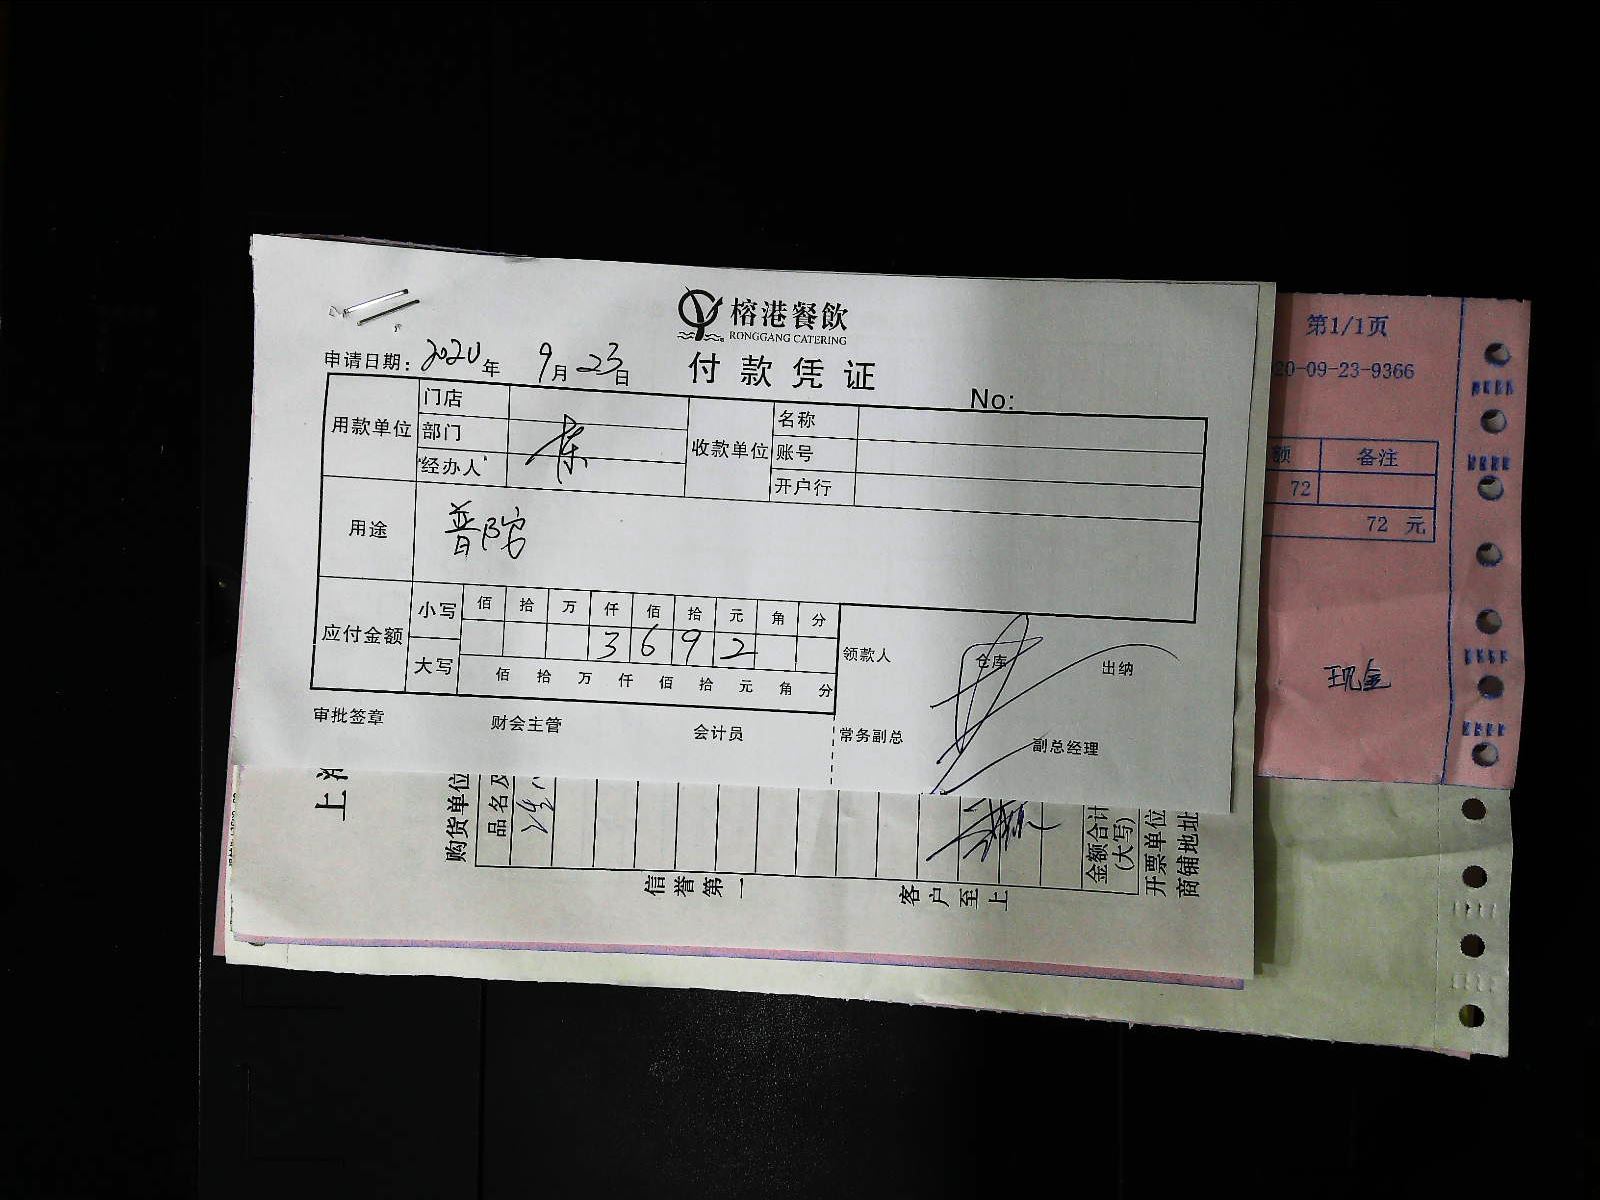 榕港餐飲
RONGGANG CATERING
付款凭证
申请日期: 2020年 9月23日
No:
用款单位
门店
部门
经办人
收款单位
名称
账号
开户行
用途
普陀
应付金额
小写
佰 拾 万 仟 佰 拾 元 角 分
3 6 9 2
大写
佰 拾 万 仟 佰 拾 元 角 分
领款人
仓库
出纳
审批签章
财会主管
会计员
常务副总
副总经理
第1/1页
20-09-23-9366
额 备注
72
72 元
现金
上
购货单位
品名及
信誉第一
客户至上
金额合计
(大写)
开票单位
商铺地址